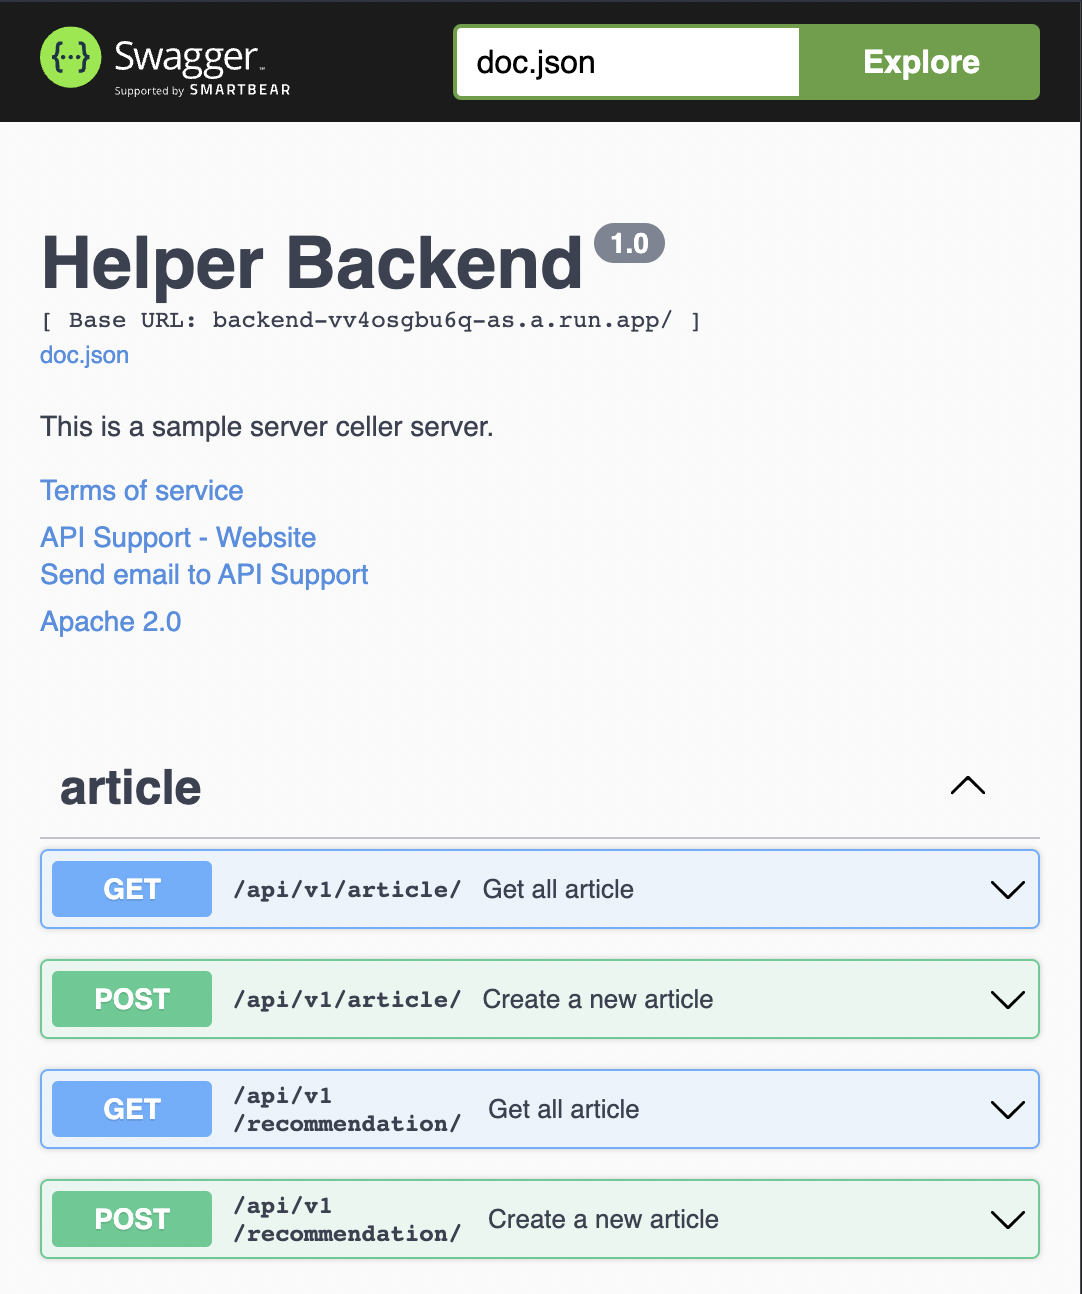 {···} Swagger™
Supported by SMARTBEAR
doc.json
Explore
Helper Backend 1.0
[ Base URL: backend-vv4osgbu6q-as.a.run.app/ ]
doc.json
This is a sample server celler server.
Terms of service
API Support - Website
Send email to API Support
Apache 2.0
article
GET /api/v1/article/ Get all article
POST /api/v1/article/ Create a new article
GET /api/v1
/recommendation/ Get all article
POST /api/v1
/recommendation/ Create a new article